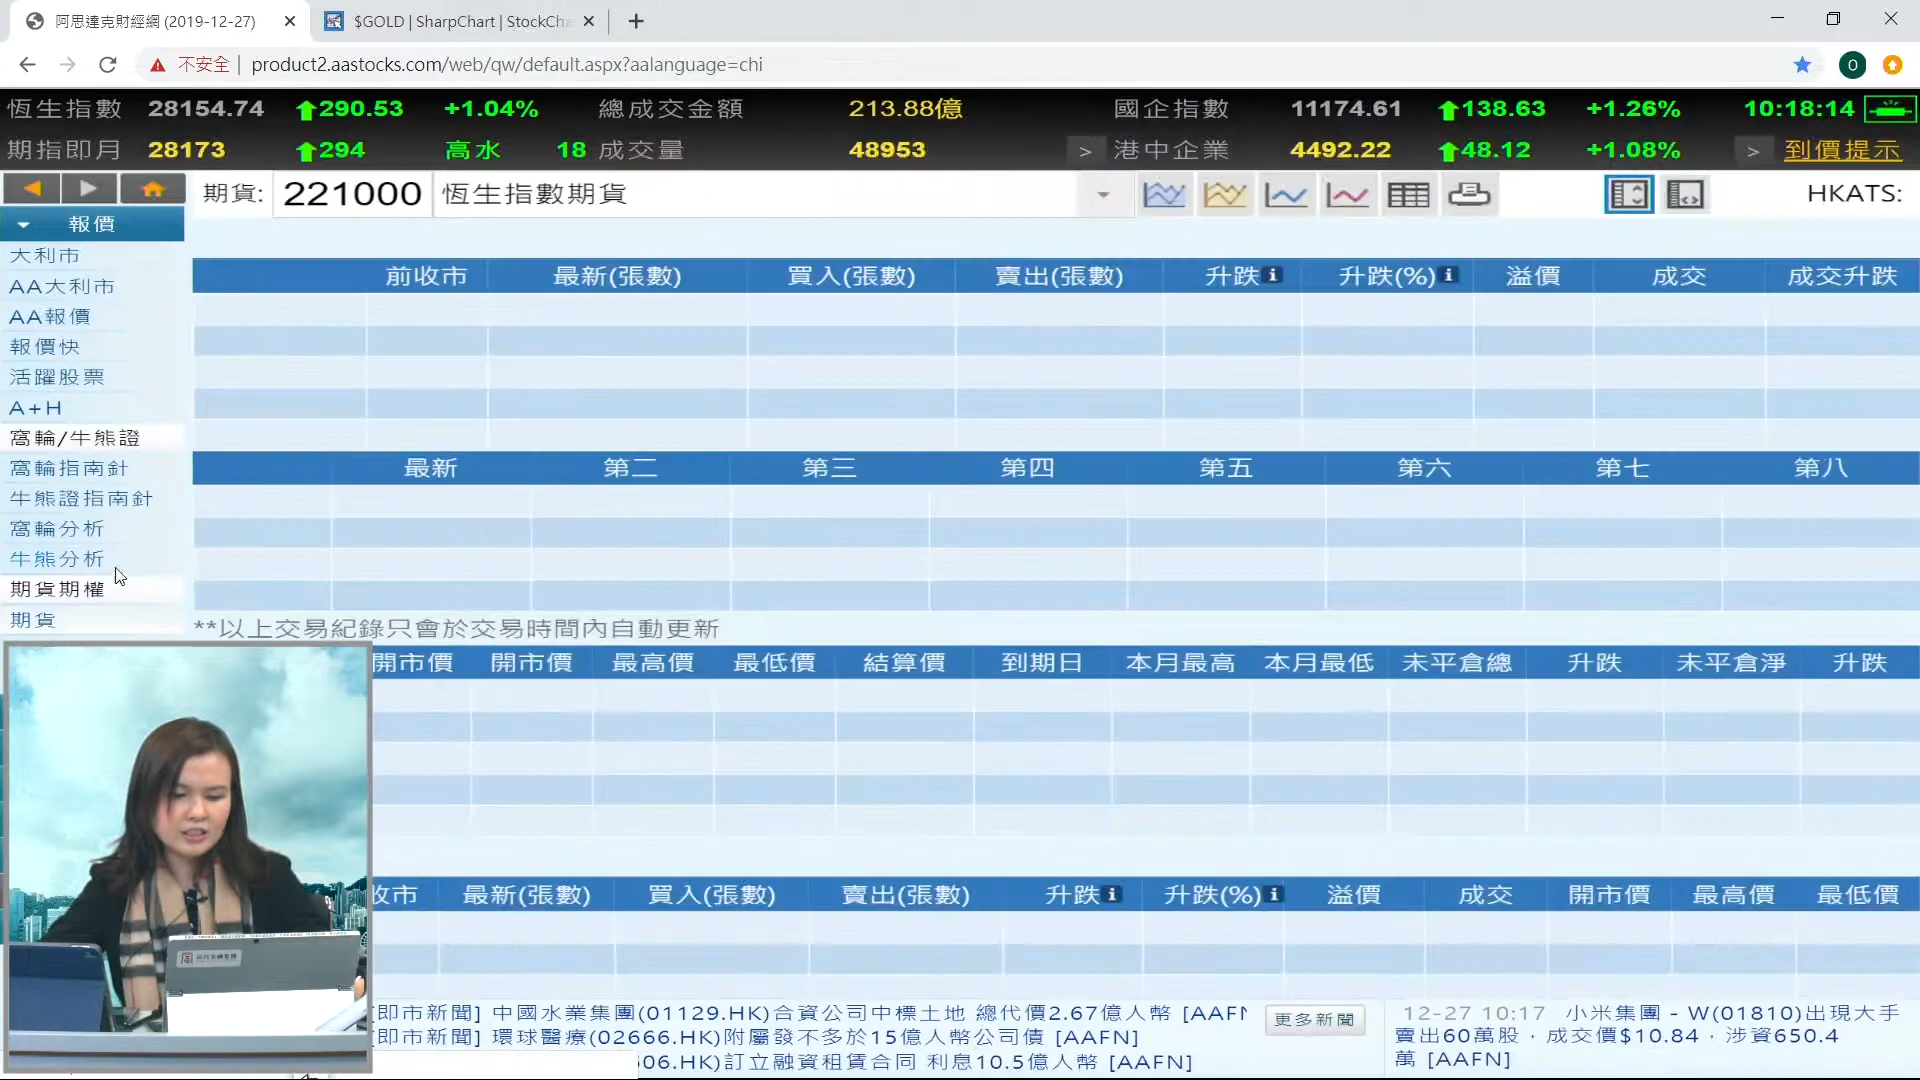 阿思達克財經網 (2019-12-27)
$GOLD | SharpChart | StockCha
不安全 | product2.aastocks.com/web/qw/default.aspx?aalanguage=chi
O
恆生指數 28154.74 290.53 +1.04% 總成交金額 213.88億 國企指數 11174.61 138.63 +1.26% 10:18:14
期指即月 28173 294 高水 18 成交量 48953 > 港中企業 4492.22 48.12 +1.08% > 到價提示
期貨: 221000 恆生指數期貨 HKATS:
報價
大利市
AA大利市
AA報價
報價快
活躍股票
A+H
窩輪/牛熊證
窩輪指南針
牛熊證指南針
窩輪分析
牛熊分析
期貨期權
期貨
前收市 最新(張數) 買入(張數) 賣出(張數) 升跌 升跌(%) 溢價 成交 成交升跌
最新 第二 第三 第四 第五 第六 第七 第八
**以上交易紀錄只會於交易時間內自動更新
開市價 開市價 最高價 最低價 結算價 到期日 本月最高 本月最低 未平倉總 升跌 未平倉淨 升跌
收市 最新(張數) 買入(張數) 賣出(張數) 升跌 升跌(%) 溢價 成交 開市價 最高價 最低價
[即市新聞] 中國水業集團(01129.HK)合資公司中標土地 總代價2.67億人幣 [AAFN
[即市新聞] 環球醫療(02666.HK)附屬發不多於15億人幣公司債 [AAFN]
606.HK)訂立融資租賃合同 利息10.5億人幣 [AAFN]
更多新聞
12-27 10:17 小米集團 - W(01810)出現大手
賣出60萬股，成交價$10.84，涉資650.4
萬 [AAFN]